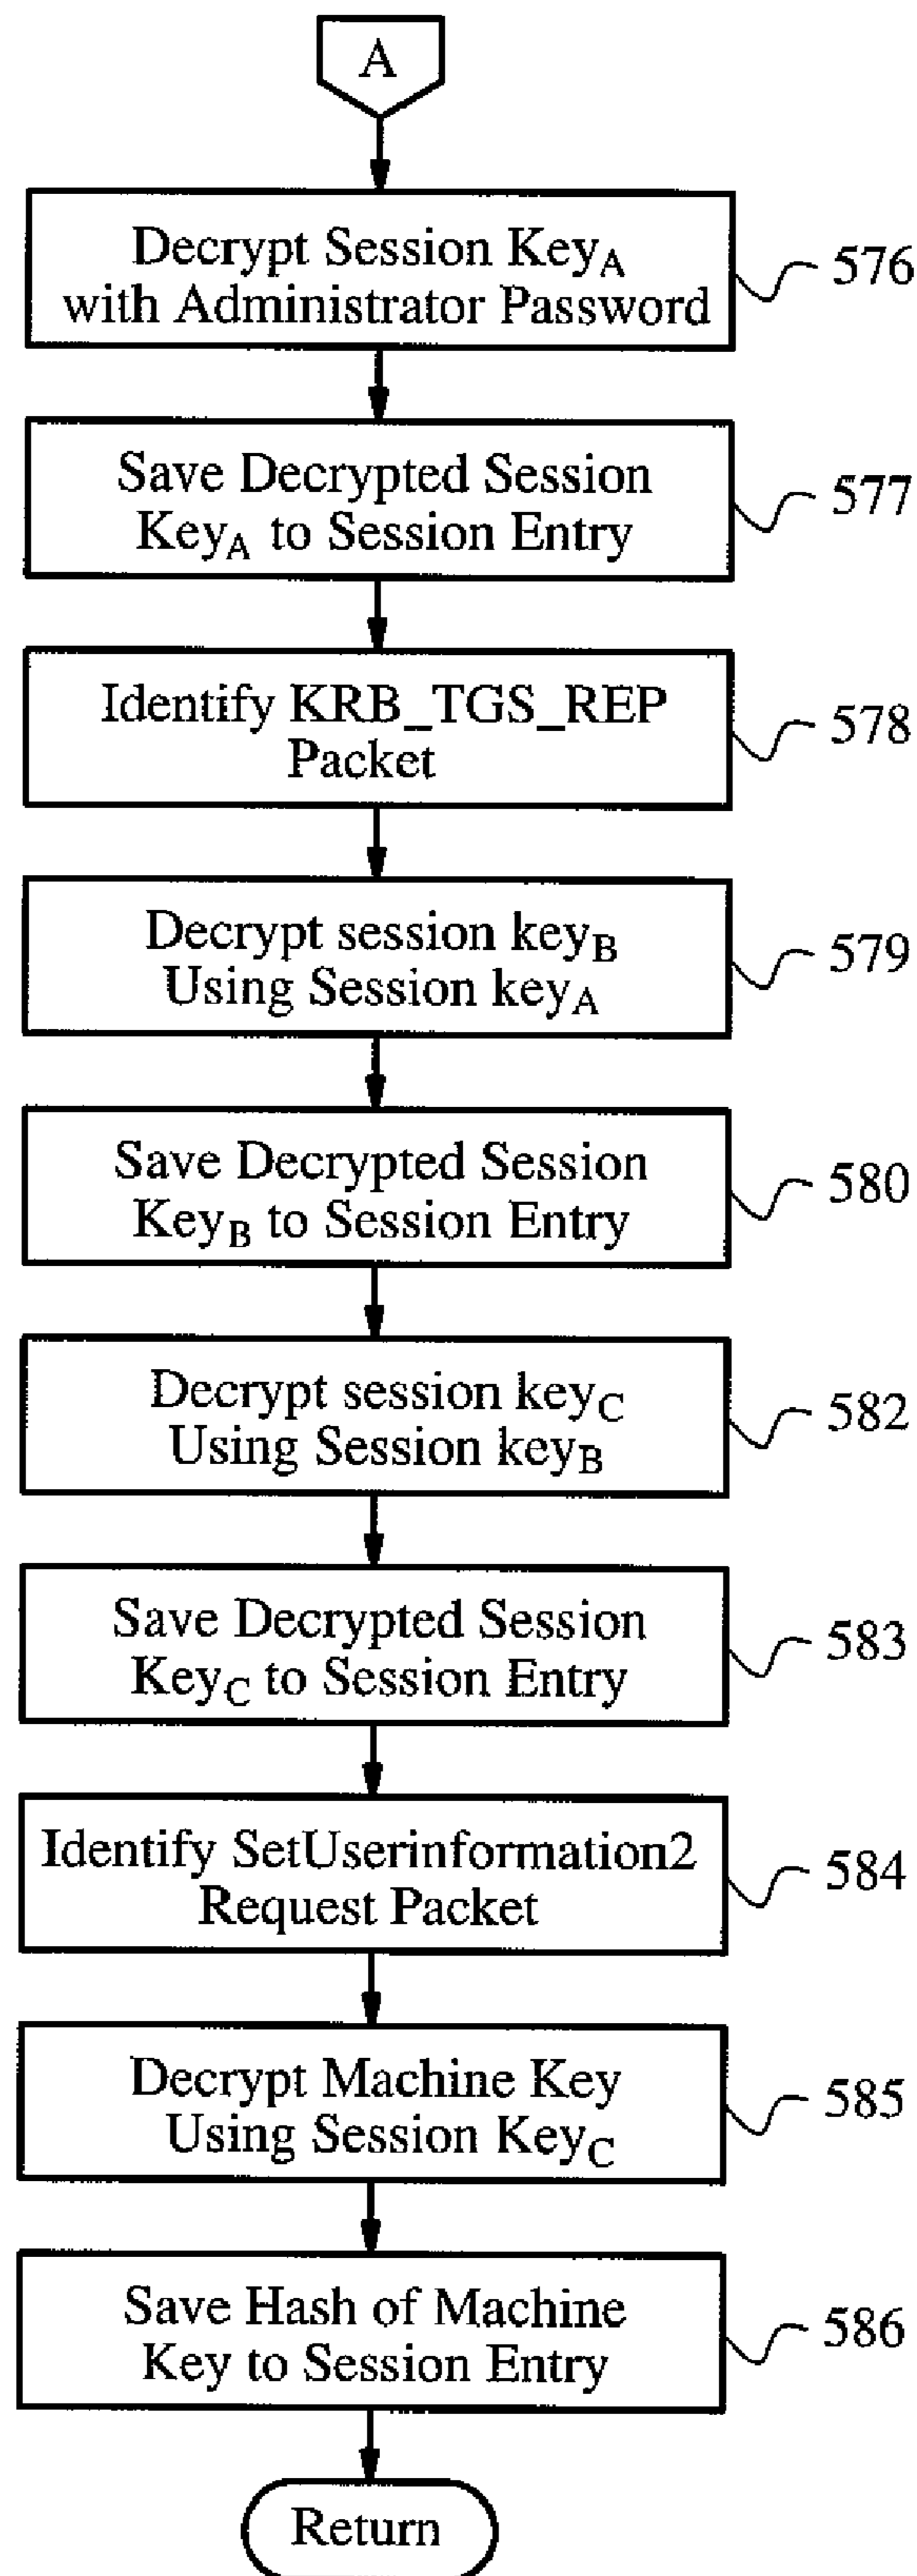 A
Decrypt Session KeyA
with Administrator Password
576
Save Decrypted Session
KeyA to Session Entry
577
Identify KRB_TGS_REP
Packet
578
Decrypt session keyB
Using Session keyA
579
Save Decrypted Session
KeyB to Session Entry
580
Decrypt session keyC
Using Session keyB
582
Save Decrypted Session
KeyC to Session Entry
583
Identify SetUserinformation2
Request Packet
584
Decrypt Machine Key
Using Session KeyC
585
Save Hash of Machine
Key to Session Entry
586
Return